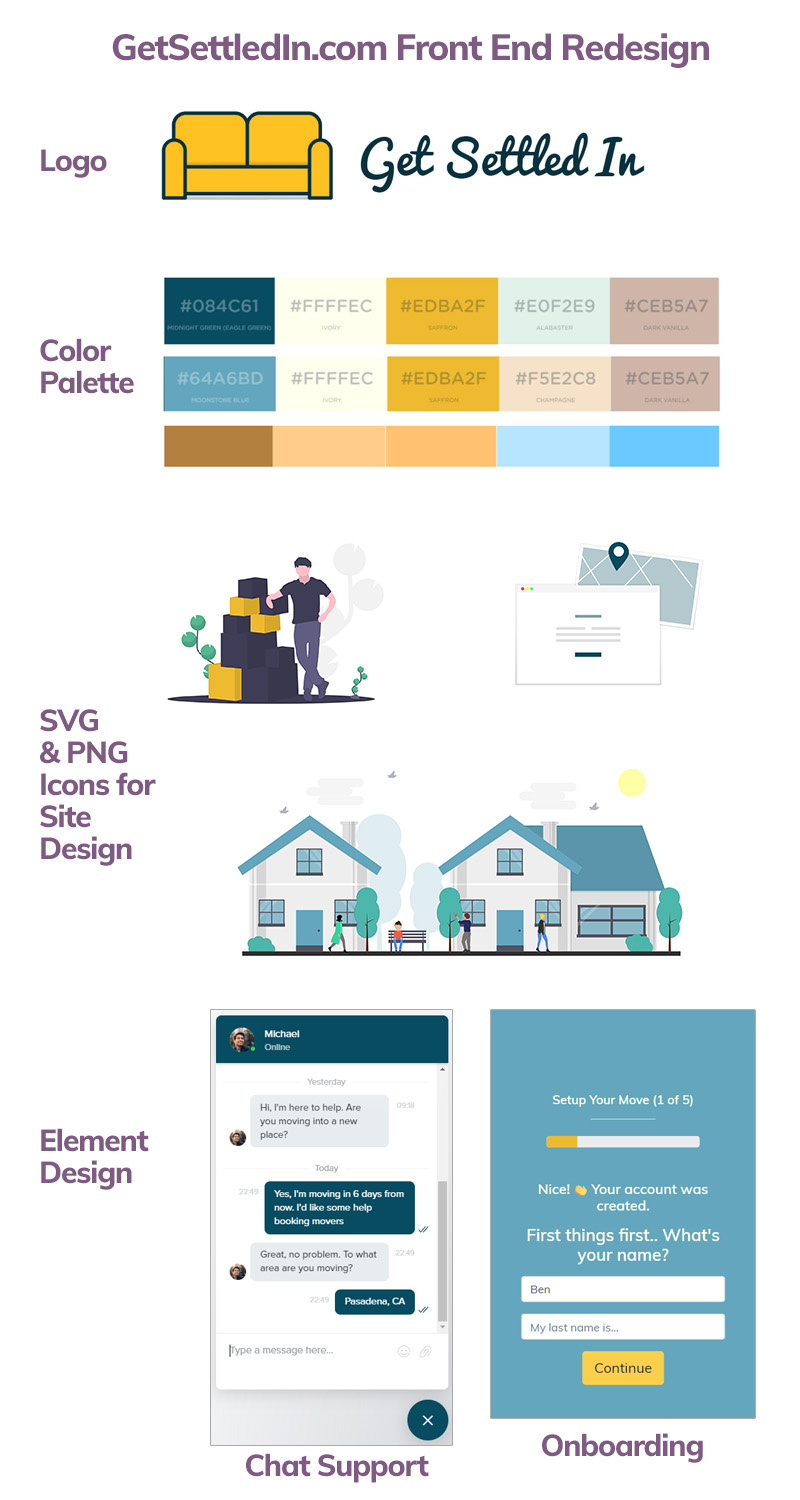 GetSettledIn.com Front End Redesign
Logo
Get Settled In
Color
Palette
#084C61
#FFFFEC
#EDBA2F
#E0F2E9
#CEB5A7
MIDNIGHT GREEN (EAGLE GREEN)
IVORY
SAFFRON
ALABASTER
DARK VANILLA
#64A6BD
#FFFFEC
#EDBA2F
#F5E2C8
#CEB5A7
MOONSTONE BLUE
IVORY
SAFFRON
CHAMPAGNE
DARK VANILLA
SVG
& PNG
Icons for
Site
Design
Element
Design
Michael
Online
Yesterday
Hi, I'm here to help. Are
you moving into a new
place?
09:18
Today
22:49
Yes, I'm moving in 6 days from
now. I'd like some help
booking movers
Great, no problem. To what
area are you moving?
22:49
22:49
Pasadena, CA
Type a message here...
Chat Support
Setup Your Move (1 of 5)
Nice! 👏 Your account was
created.
First things first.. What's
your name?
Ben
My last name is...
Continue
Onboarding